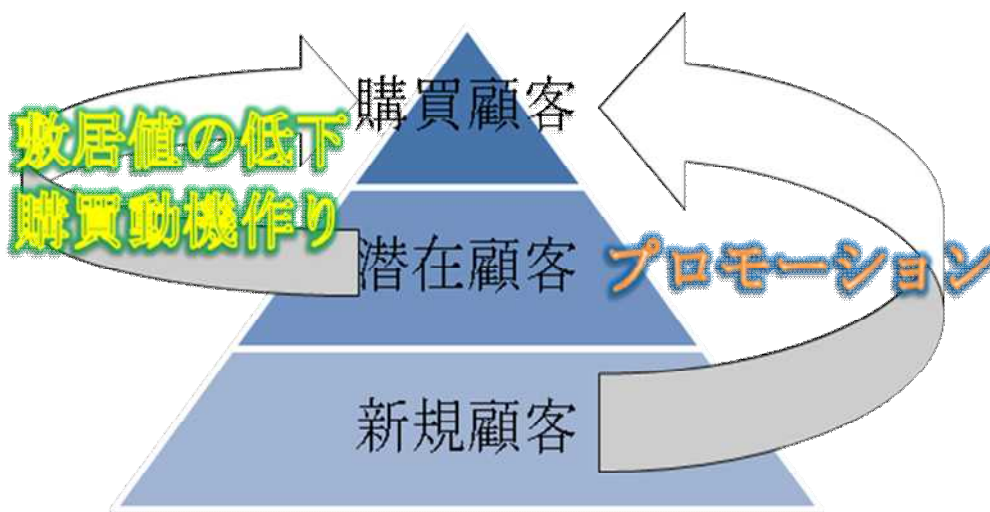 購買顧客
敷居値の低下
購買動機作り
潜在顧客
プロモーション
新規顧客